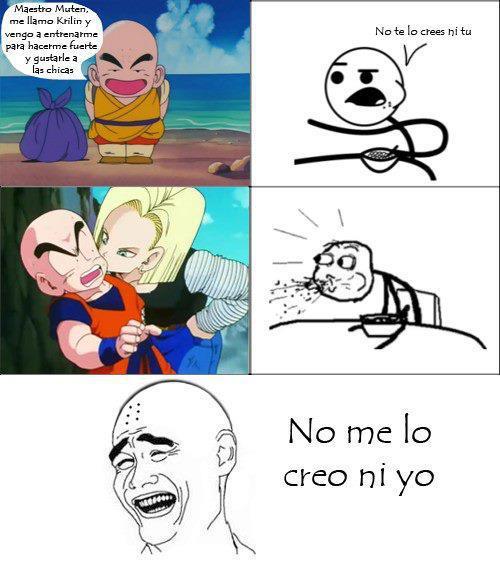 Maestro Muten,
me llamo Krilin y
vengo a entrenarme
para hacerme fuerte
y gustarle a
las chicas
No te lo crees ni tu
No me lo
creo ni yo